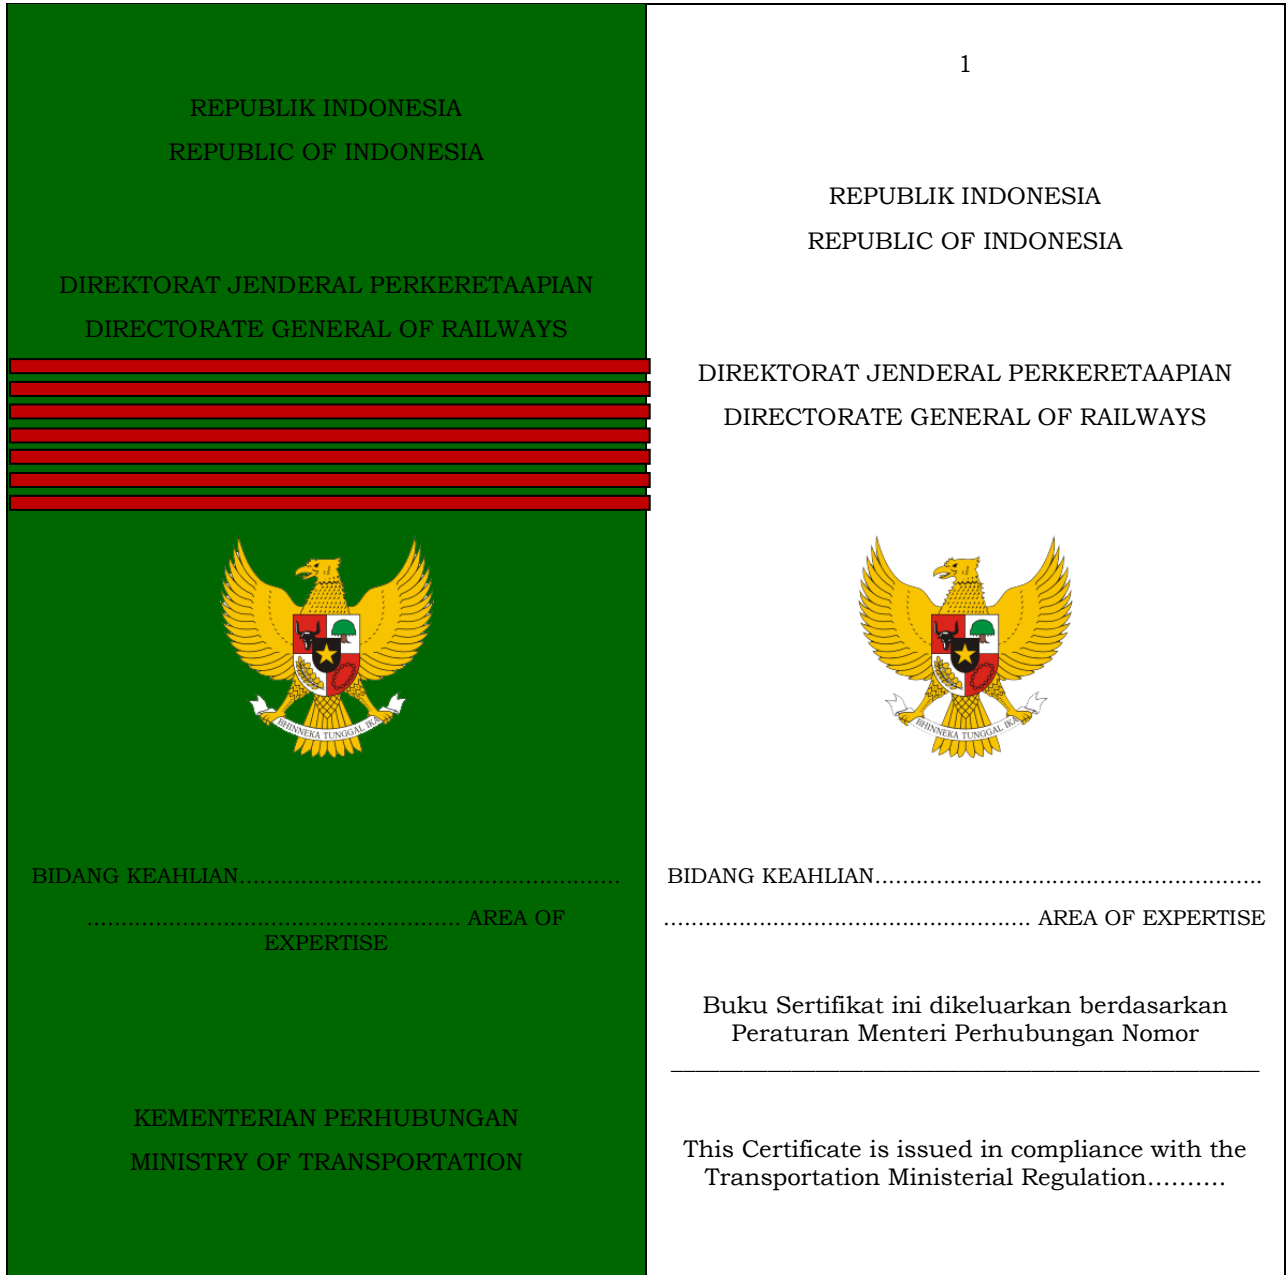 REPUBLIK INDONESIA
REPUBLIC OF INDONESIA
DIREKTORAT JENDERAL PERKERETAAPIAN
DIRECTORATE GENERAL OF RAILWAYS
BHINNEKA TUNGGAL IKA
BIDANG KEAHLIAN..................................................
.................................................. AREA OF
EXPERTISE
KEMENTERIAN PERHUBUNGAN
MINISTRY OF TRANSPORTATION
1
REPUBLIK INDONESIA
REPUBLIC OF INDONESIA
DIREKTORAT JENDERAL PERKERETAAPIAN
DIRECTORATE GENERAL OF RAILWAYS
BHINNEKA TUNGGAL IKA
BIDANG KEAHLIAN..................................................
.................................................. AREA OF EXPERTISE
Buku Sertifikat ini dikeluarkan berdasarkan
Peraturan Menteri Perhubungan Nomor
__________________________________________________
This Certificate is issued in compliance with the
Transportation Ministerial Regulation..........